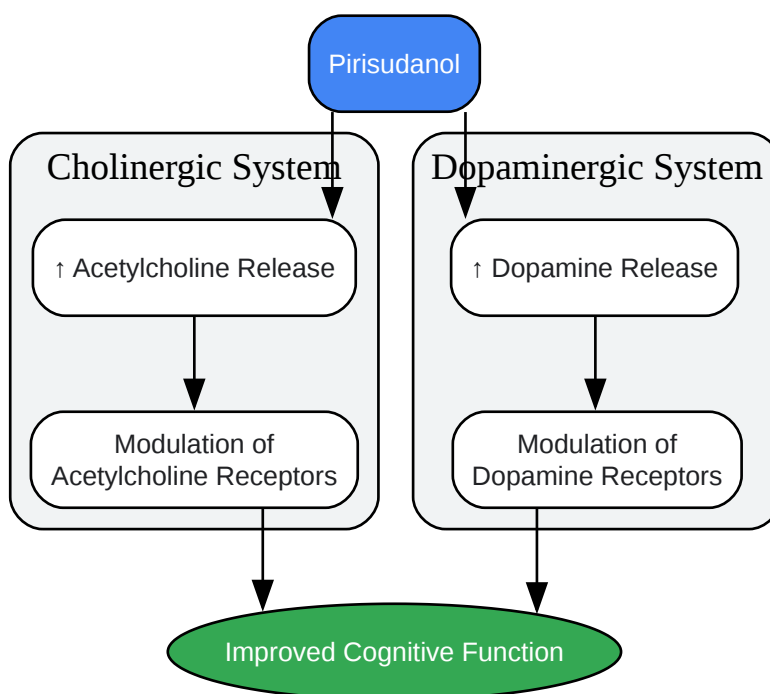 Pirisudanol
Cholinergic System
Dopaminergic System
↑ Acetylcholine Release
↑ Dopamine Release
Modulation of
Acetylcholine Receptors
Modulation of
Dopamine Receptors
Improved Cognitive Function